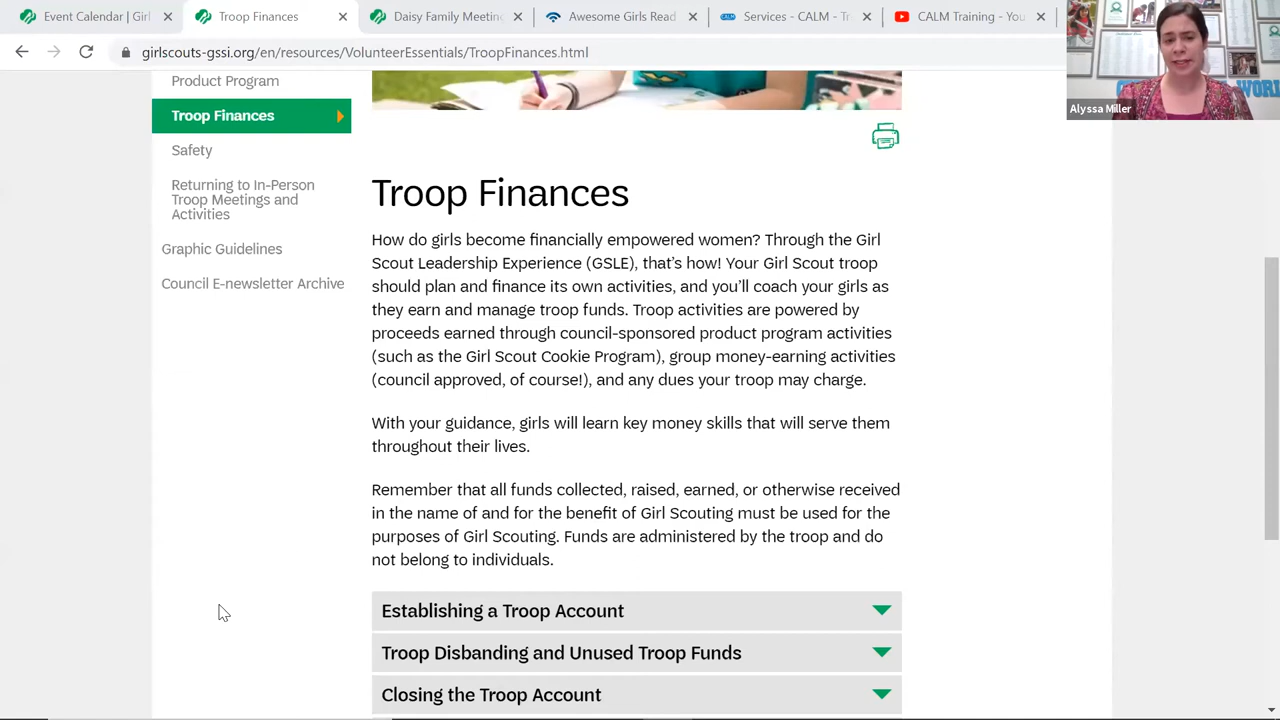 Event Calendar | Girl
Troop Finances
Family Meet
Awesome Girl Lead
Services - CALM -
CALM Training - You
girlscouts-gssi.org/en/resources/Vol
/Troop-Finances.html
Alyssa Miller
Product Program
Troop Finances
Safety
Returning to In-Person
Troop Meetings and
Activities
Graphic Guidelines
Council E-newsletter Archive
Troop Finances
How do girls become financially empowered women? Through the Girl
Scout Leadership Experience (GSLE), that's how! Your Girl Scout troop
should plan and finance its own activities, and you'll coach your girls as
they earn and manage troop funds. Troop activities are powered by
proceeds earned through council-sponsored product program activities
(such as the Girl Scout Cookie Program), group money-earning activities
(council approved, of course!), and any dues your troop may charge.
With your guidance, girls will learn key money skills that will serve them
throughout their lives.
Remember that all funds collected, raised, earned, or otherwise received
in the name of and for the benefit of Girl Scouting must be used for the
purposes of Girl Scouting. Funds are administered by the troop and do
not belong to individuals.
Establishing a Troop Account
Troop Disbanding and Unused Troop Funds
Closing the Troop Account